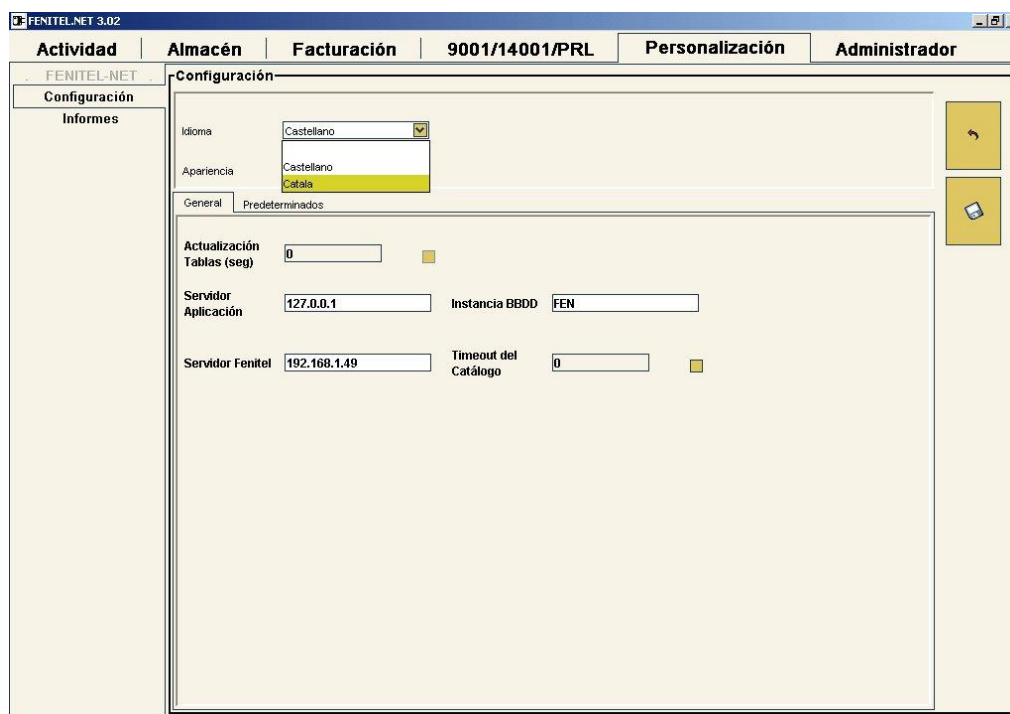 FENITEL.NET 3.02
Actividad
Almacén
Facturación
9001/14001/PRL
Personalización
Administrador
FENITEL-NET
Configuración
Informes
Configuración
Idioma
Castellano
Castellano
Catala
Apariencia
General
Predeterminados
Actualización
Tablas (seg)
0
Servidor
Aplicación
127.0.0.1
Instancia BBDD
FEN
Servidor Fenitel
192.168.1.49
Timeout del
Catálogo
0